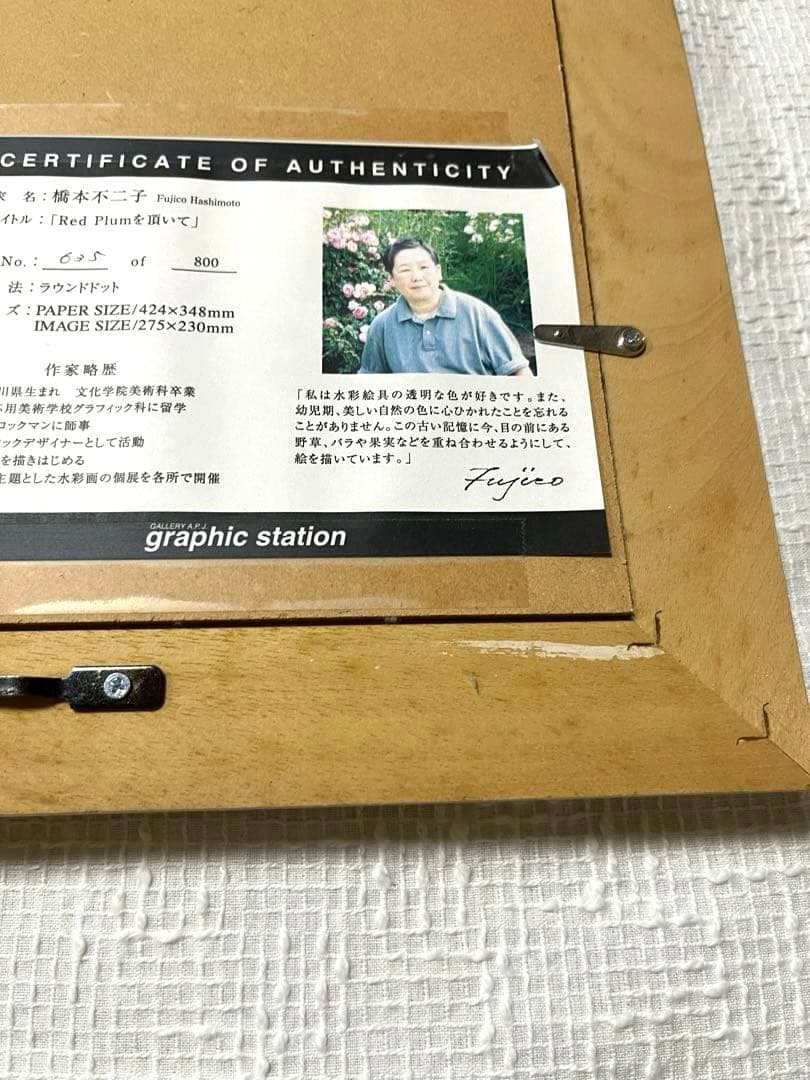 CERTIFICATE OF AUTHENTICITY
名：橋本不二子 Fujico Hashimoto
イトル：「Red Plumを頂いて」
No.： 635 of 800
法：ラウンドドット
ズ：PAPER SIZE/424×348mm
IMAGE SIZE/275×230mm
作家略歴
川県生まれ 文化学院美術科卒業
用美術学校グラフィック科に留学
ロックマンに師事
ックデザイナーとして活動
を描きはじめる
主題とした水彩画の個展を各所で開催
「私は水彩絵具の透明な色が好きです。また、
幼児期、美しい自然の色に心ひかれたことを忘れる
ことがありません。この古い記憶に今、目の前にある
野草、バラや果実などを重ね合わせるようにして、
絵を描いています。」
Fujico
GALLERY A.P.J.
graphic station